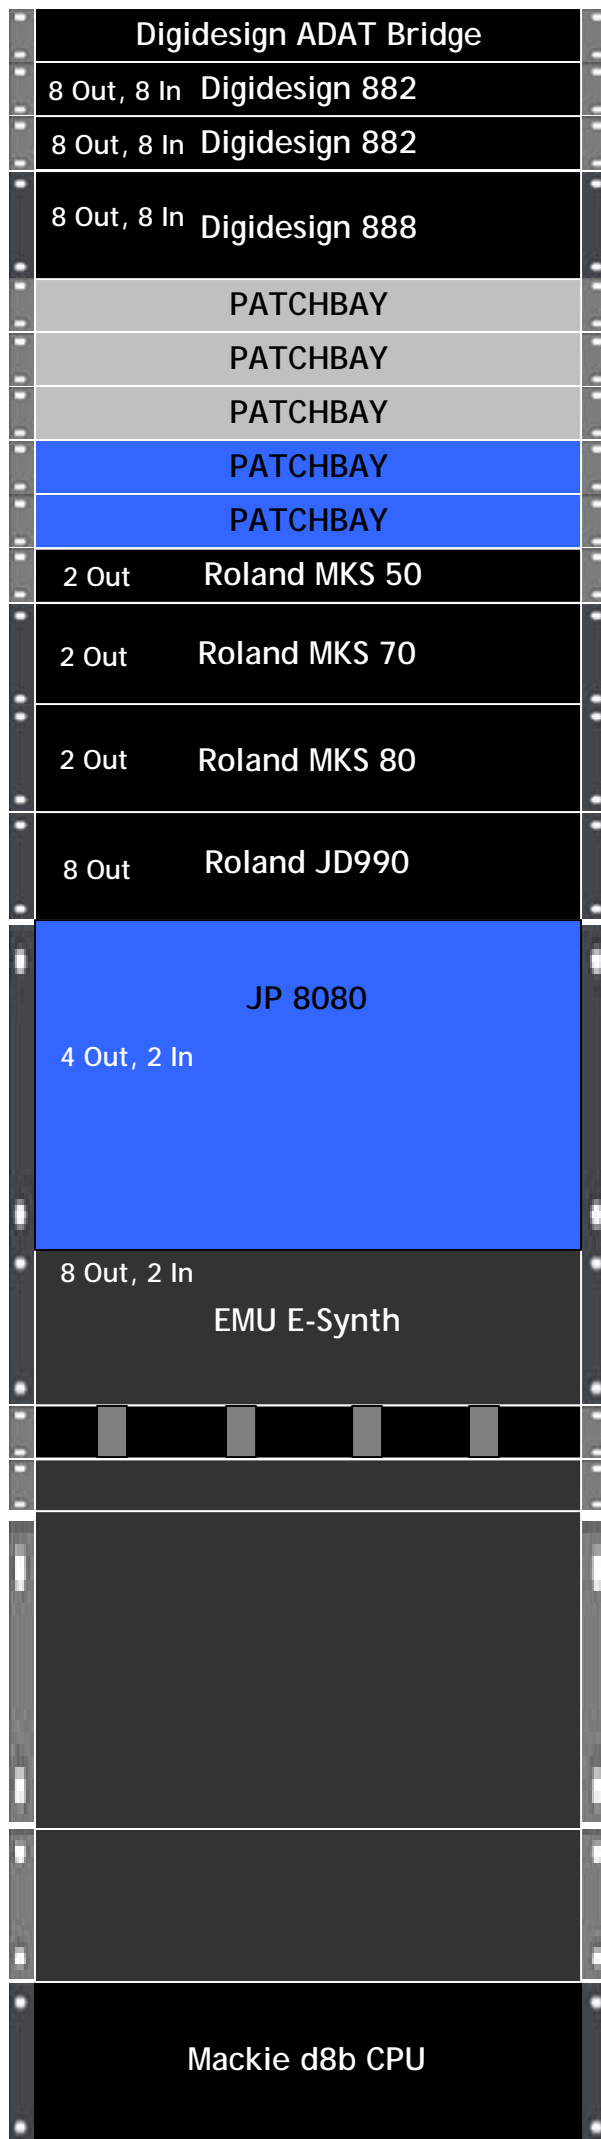 Digidesign ADAT Bridge
8 Out, 8 In Digidesign 882
8 Out, 8 In Digidesign 882
8 Out, 8 In Digidesign 888
PATCHBAY
PATCHBAY
PATCHBAY
PATCHBAY
PATCHBAY
2 Out Roland MKS 50
2 Out Roland MKS 70
2 Out Roland MKS 80
8 Out Roland JD990
JP 8080
4 Out, 2 In
8 Out, 2 In
EMU E-Synth
Mackie d8b CPU